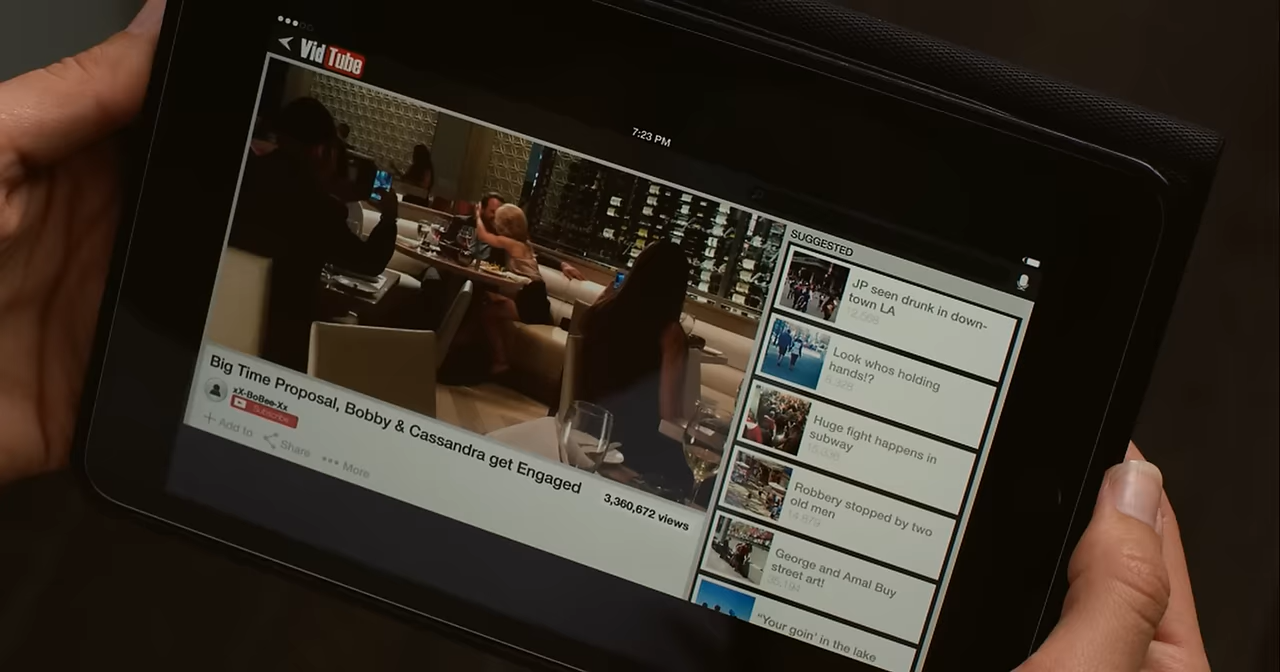 VidTube
7:23 PM
Big Time Proposal, Bobby & Cassandra get Engaged
xX-BoBee-Xx
Subscribe
3,360,672 views
Add to
Share
More
SUGGESTED
JP seen drunk in down-
town LA
Look whos holding
hands!?
Huge fight happens in
subway
Robbery stopped by two
old men
George and Amal Buy
street art!
"Your goin' in the lake